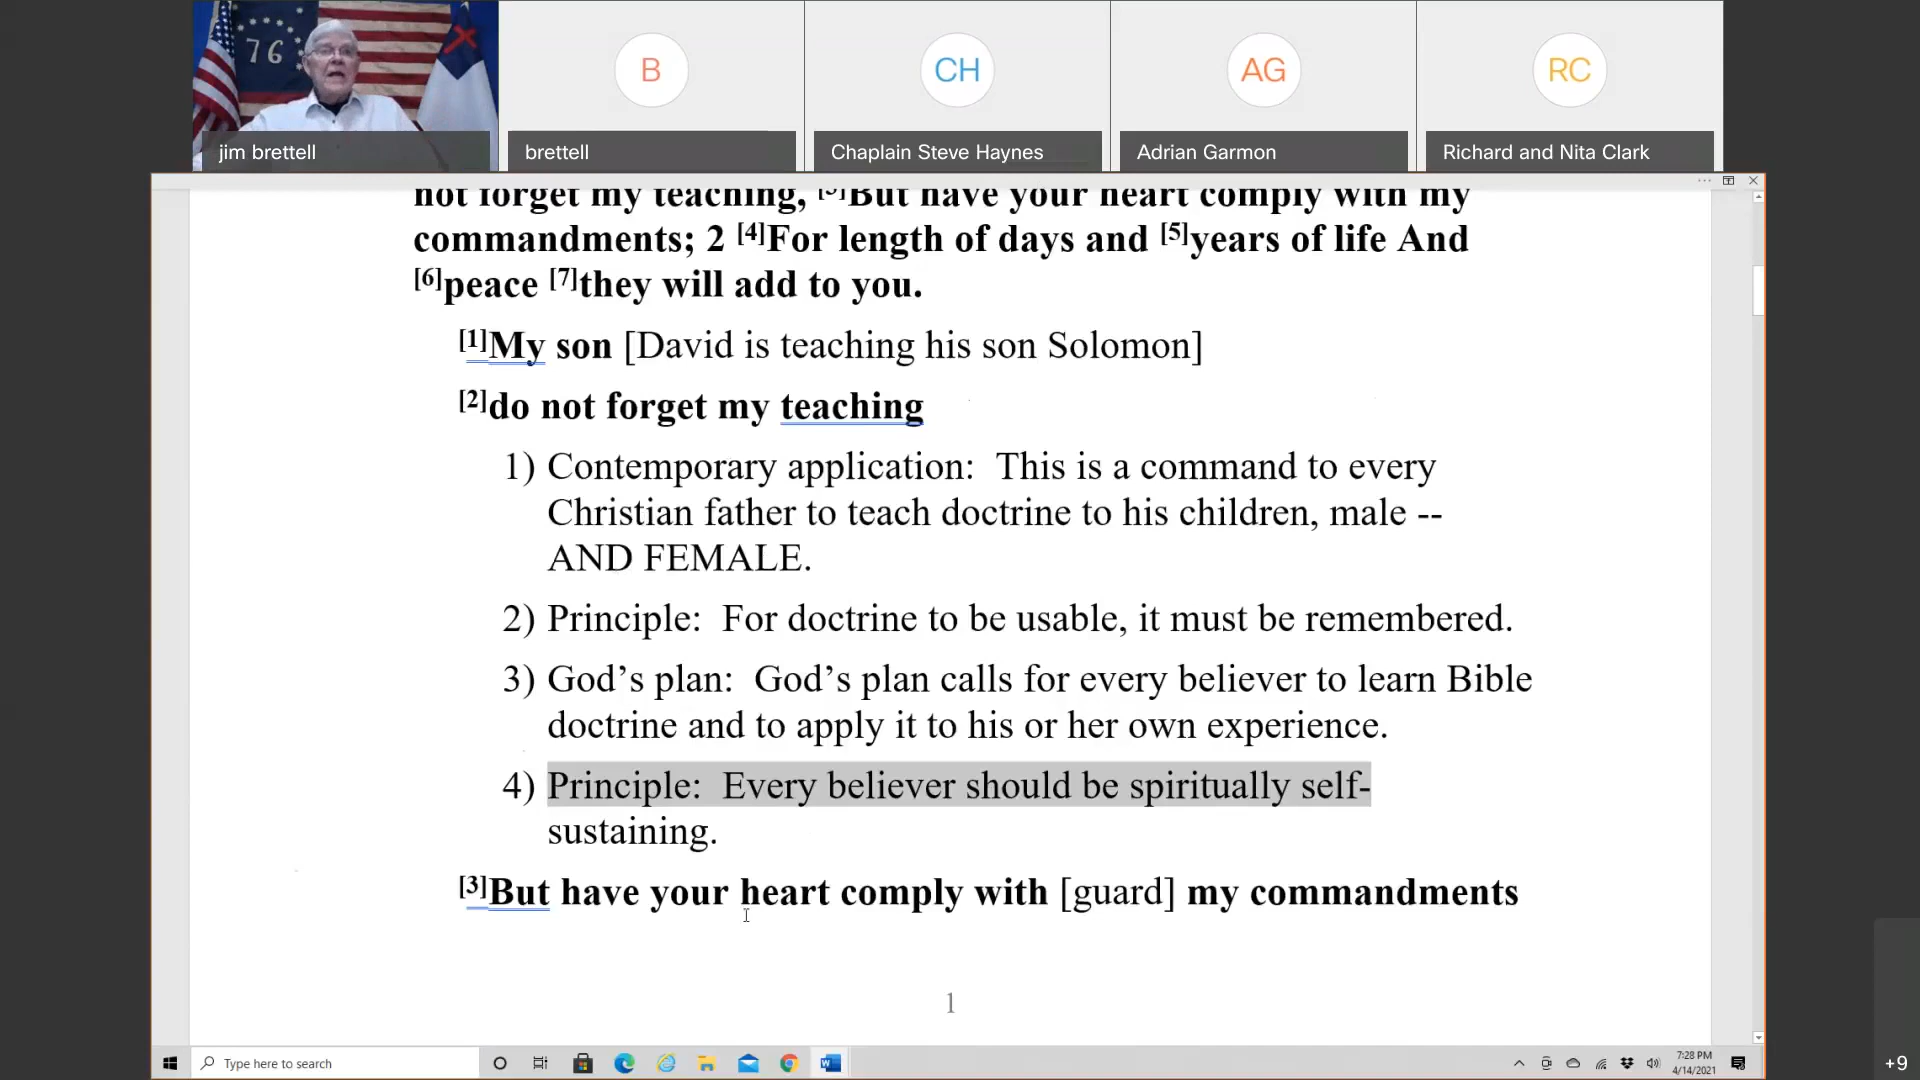 76
B
CH
AG
RC
jim brettell
brettell
Chaplain Steve Haynes
Adrian Garmon
Richard and Nita Clark
not forget my teaching, [3]But have your heart comply with my
commandments; 2 [4]For length of days and [5]years of life And
[6]peace [7]they will add to you.
[1]My son [David is teaching his son Solomon]
[2]do not forget my teaching
1) Contemporary application:  This is a command to every
Christian father to teach doctrine to his children, male --
AND FEMALE.
2) Principle:  For doctrine to be usable, it must be remembered.
3) God’s plan:  God’s plan calls for every believer to learn Bible
doctrine and to apply it to his or her own experience.
4) Principle:  Every believer should be spiritually self-
sustaining.
[3]But have your heart comply with [guard] my commandments
1
Type here to search
7:28 PM
4/14/2021
+9